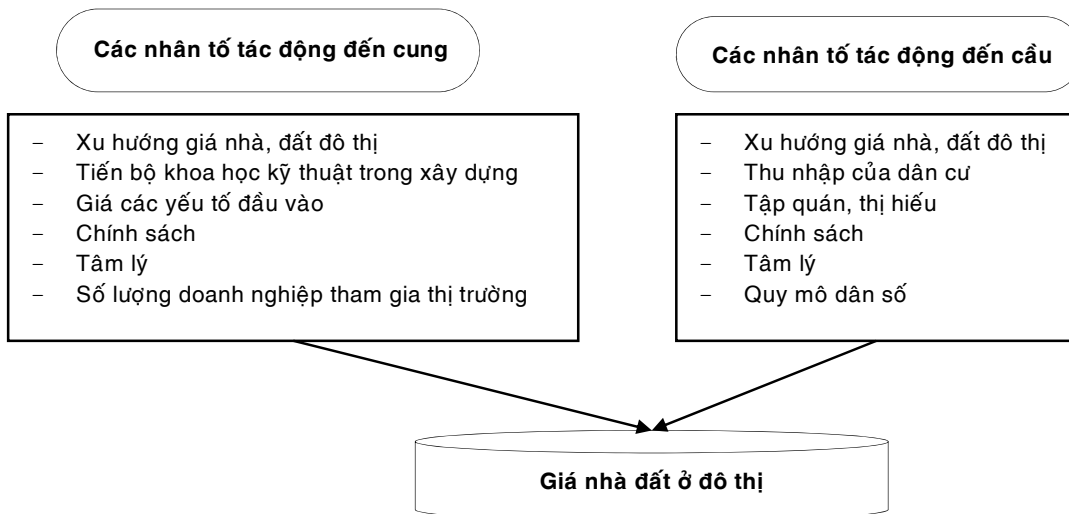 Các nhân tố tác động đến cung
– Xu hướng giá nhà, đất đô thị
– Tiến bộ khoa học kỹ thuật trong xây dựng
– Giá các yếu tố đầu vào
– Chính sách
– Tâm lý
– Số lượng doanh nghiệp tham gia thị trường
Các nhân tố tác động đến cầu
– Xu hướng giá nhà, đất đô thị
– Thu nhập của dân cư
– Tập quán, thị hiếu
– Chính sách
– Tâm lý
– Quy mô dân số
Giá nhà đất ở đô thị